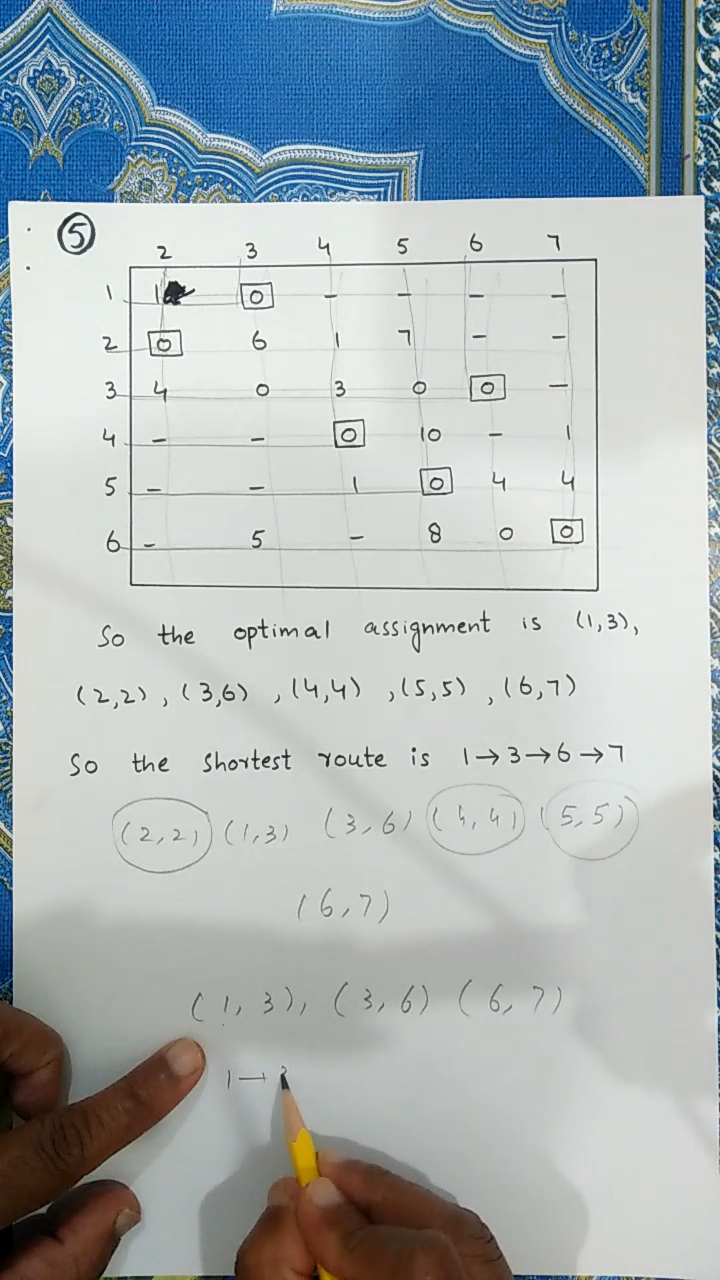 5
2 3 4 5 6 7
1 1 0 - - - -
2 0 6 1 7 - -
3 4 0 3 0 0 -
4 - - 0 10 - 1
5 - - 1 0 4 4
6 - 5 - 8 0 0
So the optimal assignment is (1,3),
(2,2), (3,6), (4,4), (5,5), (6,7)
So the shortest route is 1→3→6→7
(2,2) (1,3) (3,6) (4,4) (5,5)
(6,7)
(1,3), (3,6) (6,7)
1—